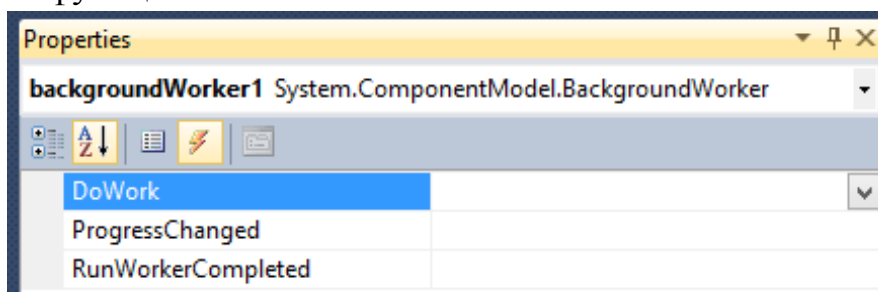 Properties
backgroundWorker1 System.ComponentModel.BackgroundWorker
DoWork
ProgressChanged
RunWorkerCompleted